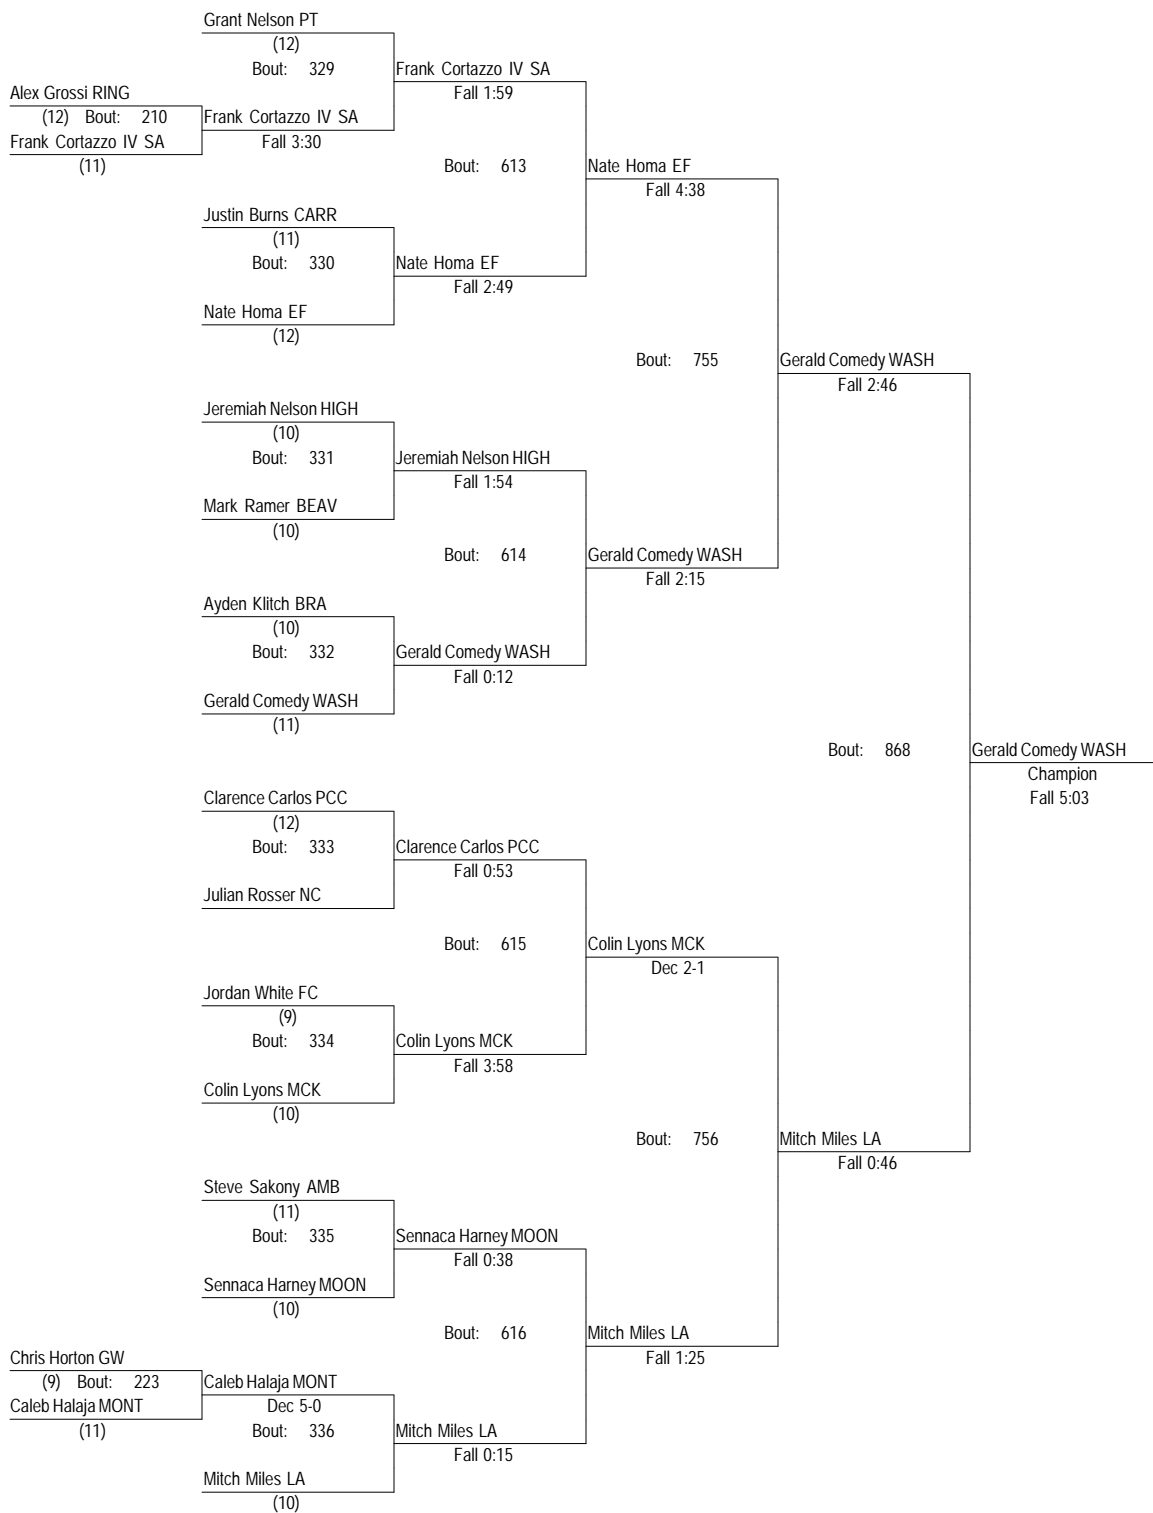 Grant Nelson PT
(12)
Bout: 329
Frank Cortazzo IV SA
Fall 1:59
Alex Grossi RING
(12) Bout: 210
Frank Cortazzo IV SA
Frank Cortazzo IV SA
Fall 3:30
(11)
Bout: 613
Nate Homa EF
Fall 4:38
Justin Burns CARR
(11)
Bout: 330
Nate Homa EF
Fall 2:49
Nate Homa EF
(12)
Bout: 755
Gerald Comedy WASH
Fall 2:46
Jeremiah Nelson HIGH
(10)
Bout: 331
Jeremiah Nelson HIGH
Fall 1:54
Mark Ramer BEAV
(10)
Bout: 614
Gerald Comedy WASH
Fall 2:15
Ayden Klitch BRA
(10)
Bout: 332
Gerald Comedy WASH
Fall 0:12
Gerald Comedy WASH
(11)
Bout: 868
Gerald Comedy WASH
Champion
Fall 5:03
Clarence Carlos PCC
(12)
Bout: 333
Clarence Carlos PCC
Fall 0:53
Julian Rosser NC
Bout: 615
Colin Lyons MCK
Dec 2-1
Jordan White FC
(9)
Bout: 334
Colin Lyons MCK
Fall 3:58
Colin Lyons MCK
(10)
Bout: 756
Mitch Miles LA
Fall 0:46
Steve Sakony AMB
(11)
Bout: 335
Sennaca Harney MOON
Fall 0:38
Sennaca Harney MOON
(10)
Bout: 616
Mitch Miles LA
Fall 1:25
Chris Horton GW
(9) Bout: 223
Caleb Halaja MONT
Caleb Halaja MONT
Dec 5-0
(11)
Bout: 336
Mitch Miles LA
Fall 0:15
Mitch Miles LA
(10)